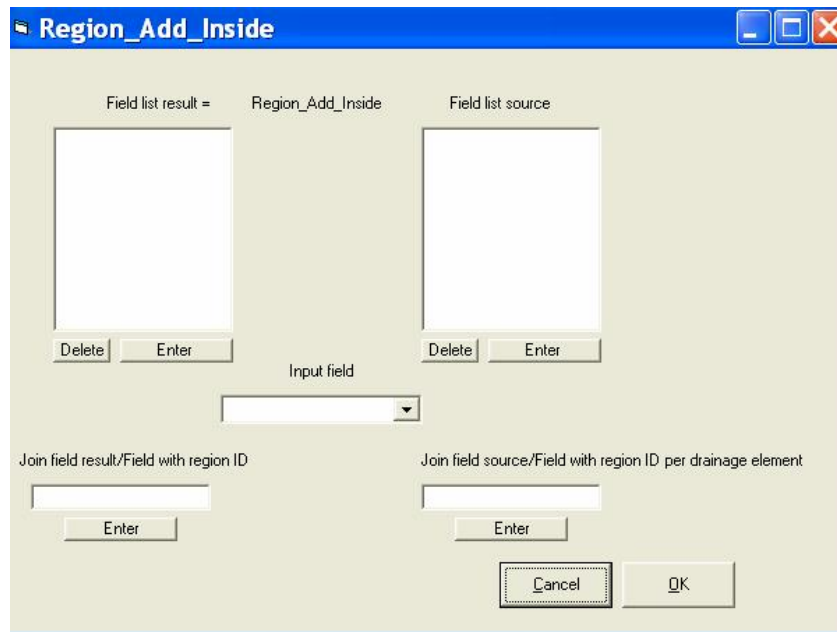 Region_Add_Inside
Field list result = Region_Add_Inside Field list source
Delete Enter Delete Enter
Input field
Join field result/Field with region ID Join field source/Field with region ID per drainage element
Enter Enter
Cancel OK